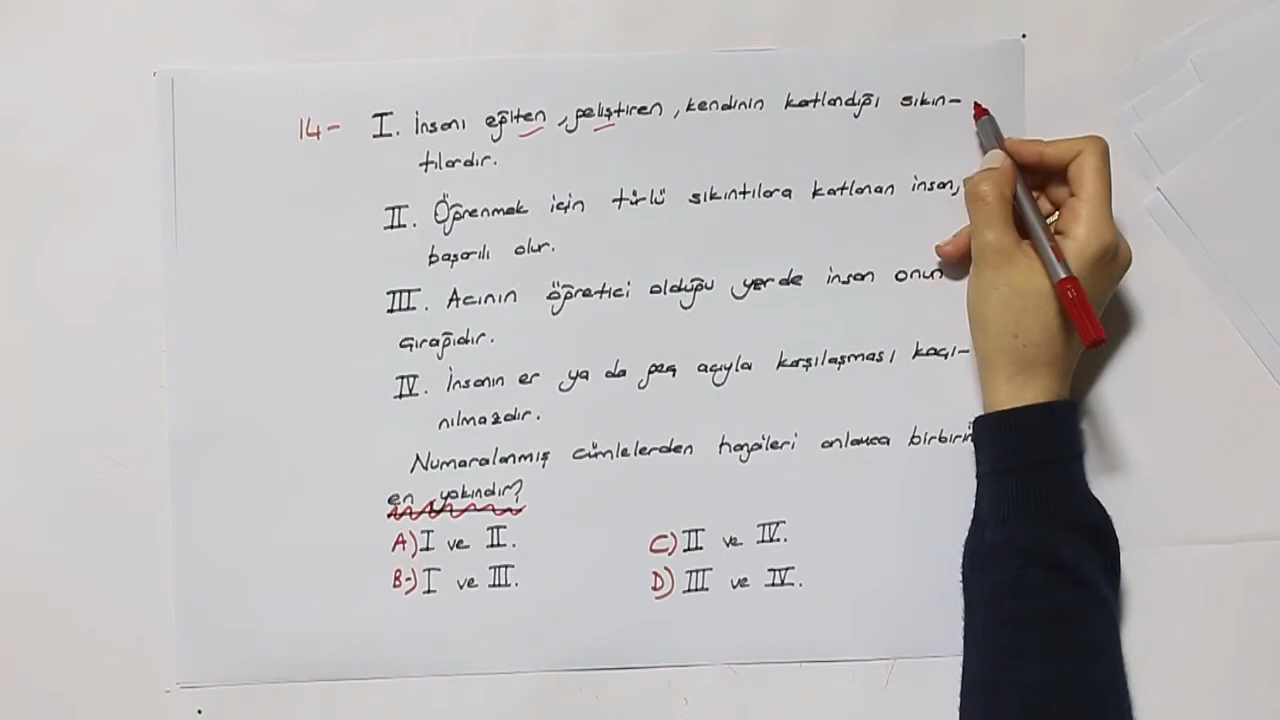 14- I. İnsanı eğiten, geliştiren, kendinin katlandığı sıkın-
tılardır.
II. Öğrenmek için türlü sıkıntılara katlanan insan,
başarılı olur.
III. Acının öğretici olduğu yerde insan onun
çırağıdır.
IV. İnsanın er ya da geç acıyla karşılaşması kaçı-
nılmazdır.
Numaralanmış cümlelerden hangileri anlamca
en yakındır?
A) I ve II. C) II ve IV.
B-) I ve III. D) III ve IV.